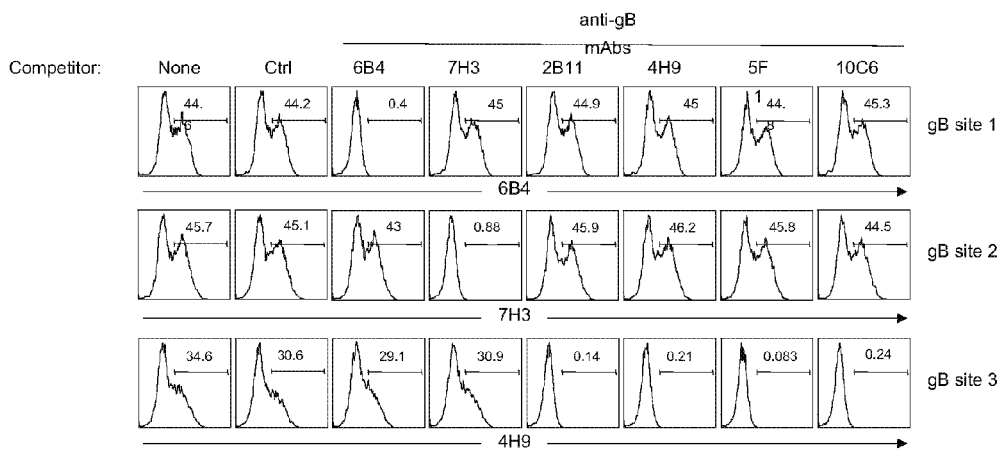 anti-gB
mAbs
Competitor: None Ctrl 6B4 7H3 2B11 4H9 5F 10C6
1
44. 44.2 0.4 45 44.9 45 44. 45.3 gB site 1
6 8
6B4
45.7 45.1 43 0.88 45.9 46.2 45.8 44.5 gB site 2
7H3
34.6 30.6 29.1 30.9 0.14 0.21 0.083 0.24 gB site 3
4H9